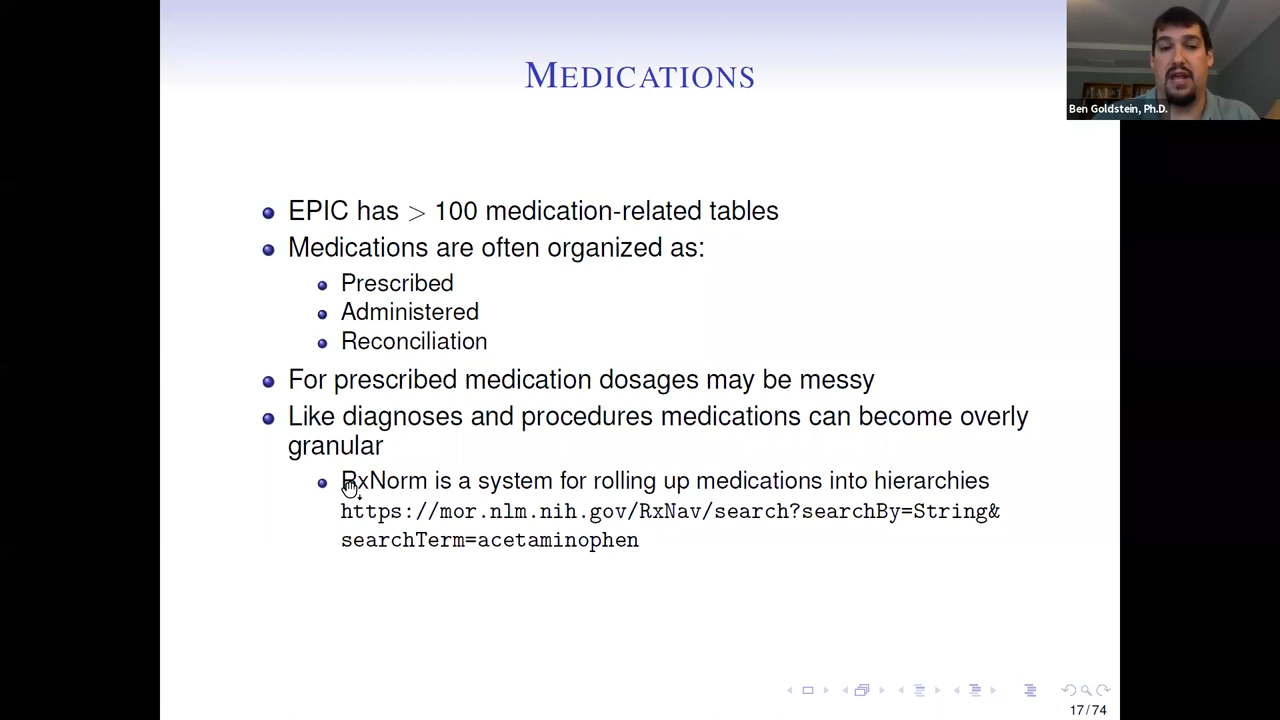 MEDICATIONS
Ben Goldstein, Ph.D.
EPIC has > 100 medication-related tables
Medications are often organized as:
Prescribed
Administered
Reconciliation
For prescribed medication dosages may be messy
Like diagnoses and procedures medications can become overly
granular
RxNorm is a system for rolling up medications into hierarchies
https://mor.nlm.nih.gov/RxNav/search?searchBy=String&
searchTerm=acetaminophen
17/74